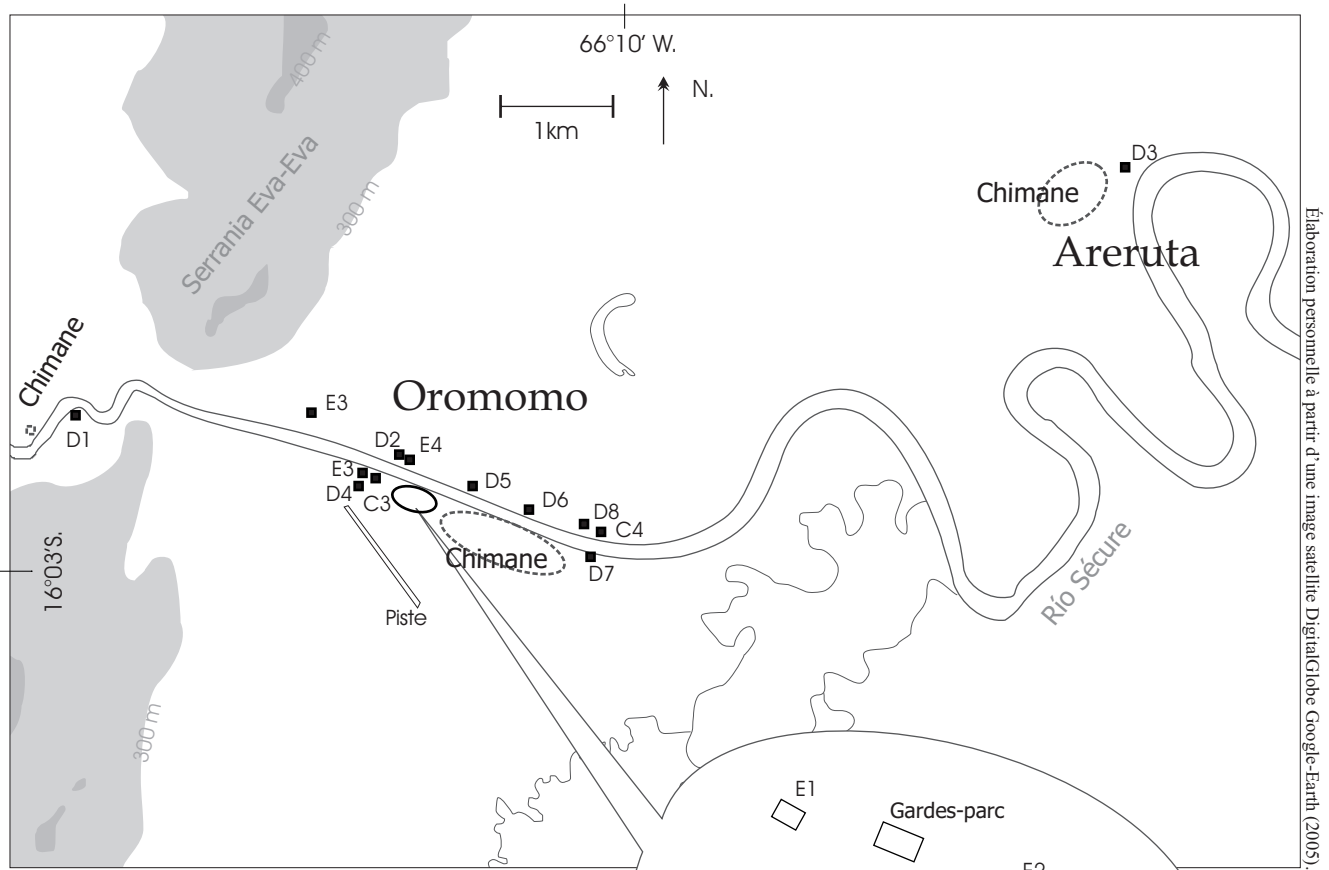 66°10' W.
N.
1km
400 m
Serrania Eva-Eva
300 m
D3
Chimane
Areruta
Chimane
D1
E3
Oromomo
D2
E4
E3
D4
C3
D5
D6
D8
C4
Chimane
D7
16°03'S.
Piste
Río Sécure
300 m
E1
Gardes-parc
Élaboration personnelle à partir d'une image satellite DigitalGlobe Google-Earth (2005).